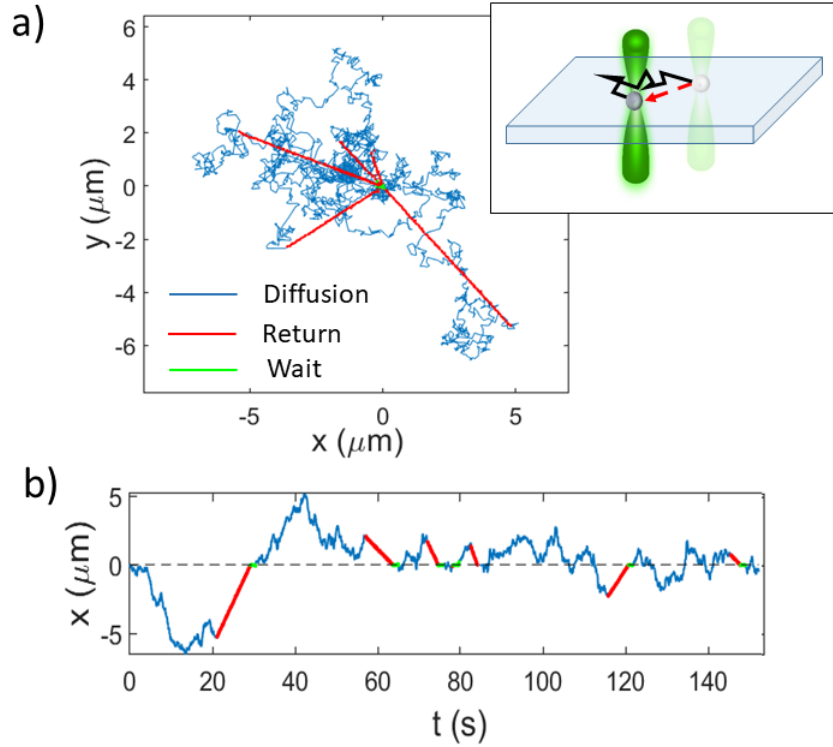 a)
6
4
2
0
-2
-4
-6
y (μm)
Diffusion
Return
Wait
-5 0 5
x (μm)
b)
5
0
-5
x (μm)
0 20 40 60 80 100 120 140
t (s)